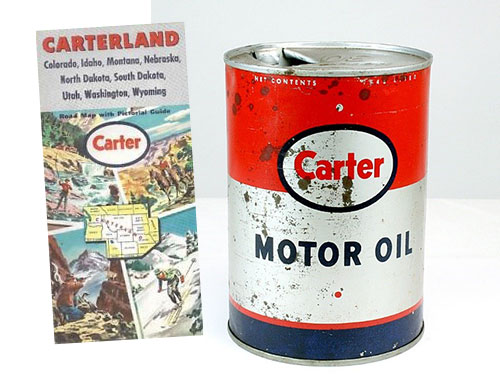 CARTERLAND
Colorado, Idaho, Montana, Nebraska,
North Dakota, South Dakota,
Utah, Washington, Wyoming
Road Map with Pictorial Guide
Carter
NET CONTENTS
Carter
MOTOR OIL